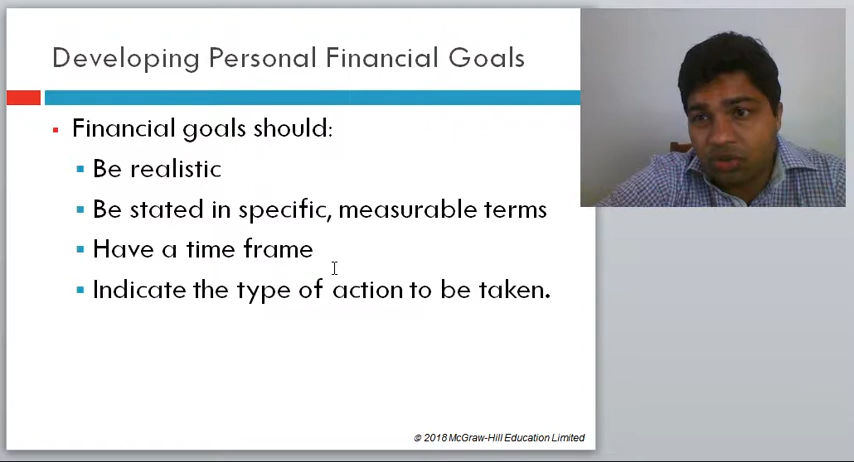 Developing Personal Financial Goals
Financial goals should:
Be realistic
Be stated in specific, measurable terms
Have a time frame
Indicate the type of action to be taken.
© 2018 McGraw-Hill Education Limited